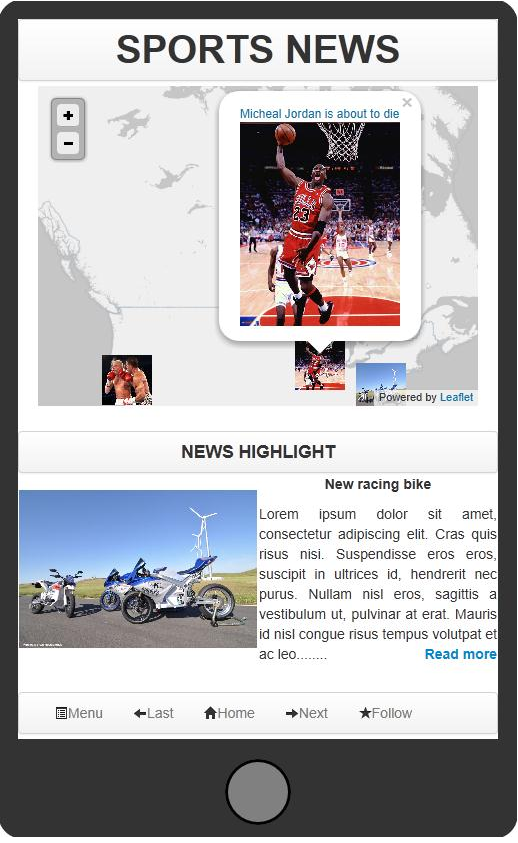 SPORTS NEWS
+
-
×
Micheal Jordan is about to die
23
Powered by Leaflet
NEWS HIGHLIGHT
New racing bike
Lorem ipsum dolor sit amet,
consectetur adipiscing elit. Cras quis
risus nisi. Suspendisse eros eros,
suscipit in ultrices id, hendrerit nec
purus. Nullam nisl eros, sagittis a
vestibulum ut, pulvinar at erat. Mauris
id nisl congue risus tempus volutpat et
ac leo........ Read more
Menu Last Home Next Follow